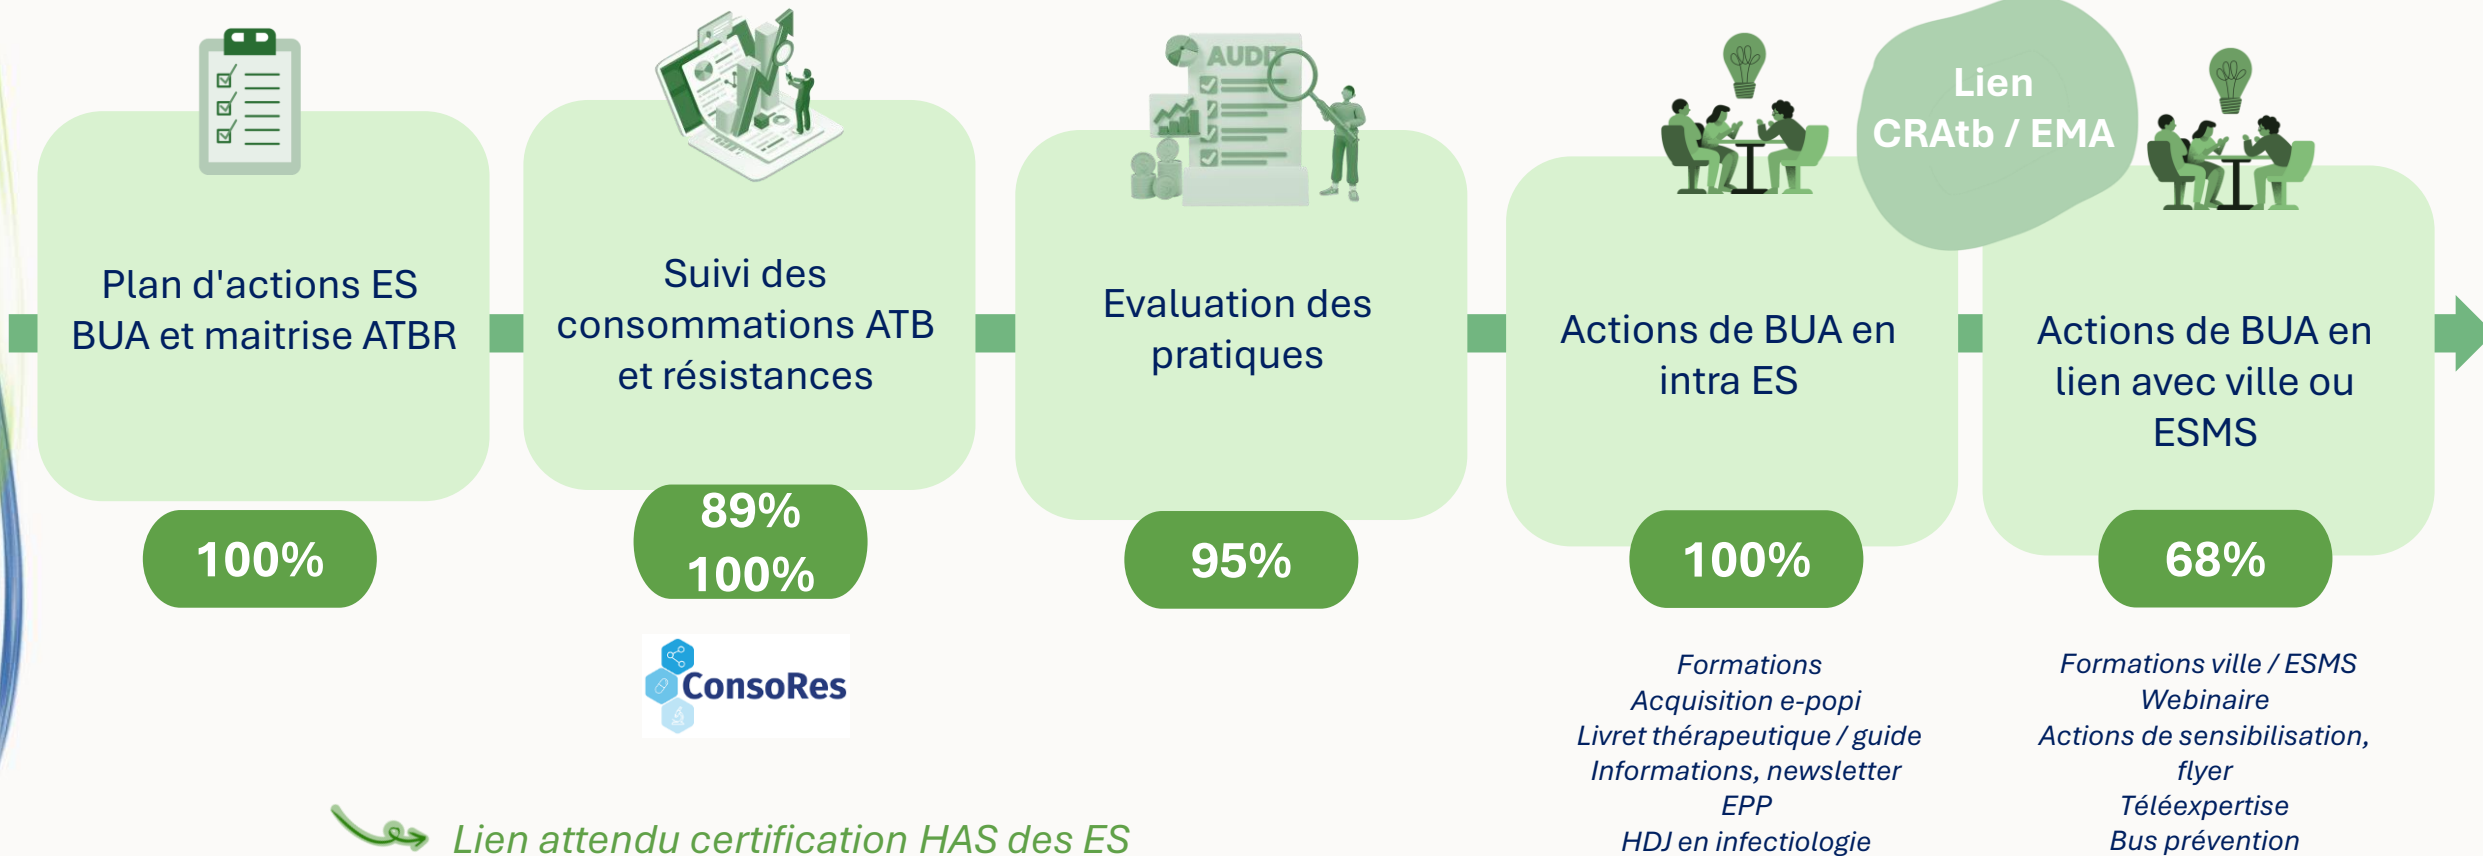 AUDIT
Lien
CRAtb / EMA
Plan d'actions ES
BUA et maitrise ATBR
Suivi des
consommations ATB
et résistances
Evaluation des
pratiques
Actions de BUA en
intra ES
Actions de BUA en
lien avec ville ou
ESMS
100%
89%
100%
95%
100%
68%
ConsoRes
Formations
Acquisition e-popi
Livret thérapeutique / guide
Informations, newsletter
EPP
HDJ en infectiologie
Formations ville / ESMS
Webinaire
Actions de sensibilisation,
flyer
Téléexpertise
Bus prévention
Lien attendu certification HAS des ES